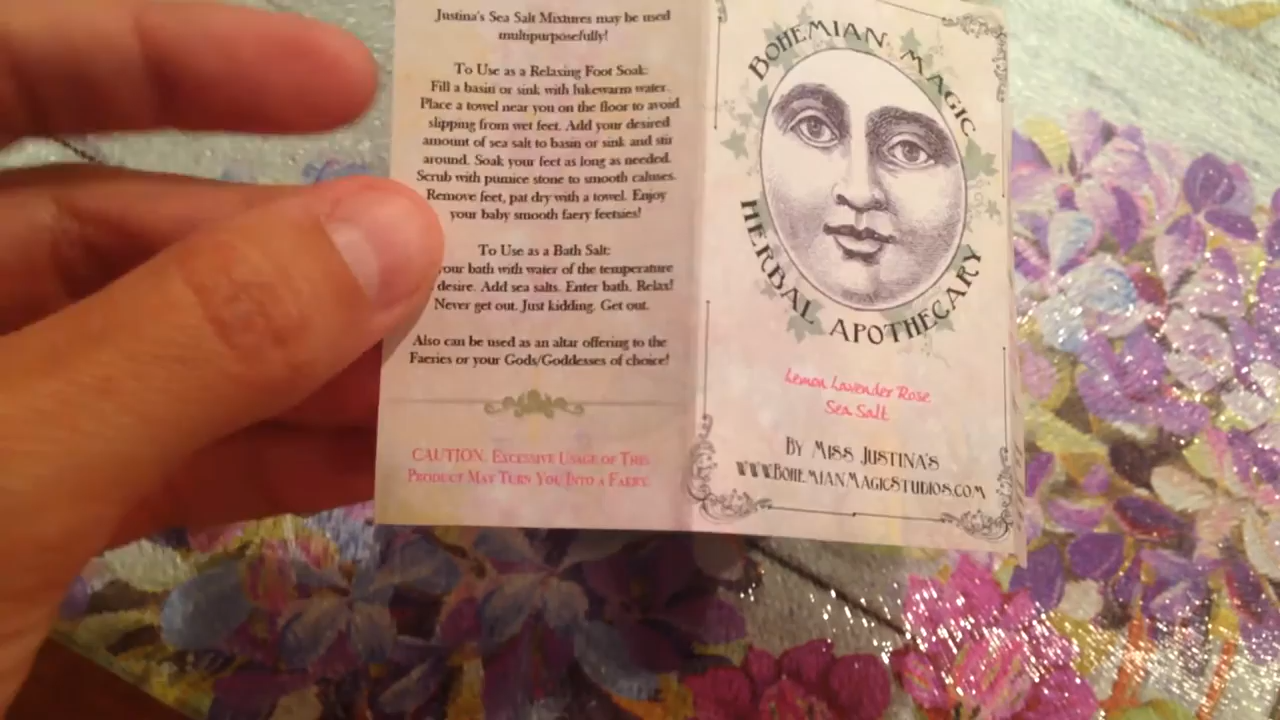 Justina's Sea Salt Mixtures may be used
multipurposefully!
To Use as a Relaxing Foot Soak:
Fill a basin or sink with lukewarm water.
Place a towel near you on the floor to avoid
slipping from wet feet. Add your desired
amount of sea salt to basin or sink and stir
around. Soak your feet as long as needed.
Scrub with pumice stone to smooth caluses.
Remove feet, pat dry with a towel. Enjoy
your baby smooth faery feetsies!
To Use as a Bath Salt:
your bath with water of the temperature
desire. Add sea salts. Enter bath. Relax!
Never get out. Just kidding. Get out.
Also can be used as an altar offering to the
Faeries or your Gods/Goddesses of choice!
CAUTION. Excessive Usage of This
Product May Turn You Into a Faery.
BOHEMIAN MAGIC
HERBAL APOTHECARY
Lemon Lavender Rose
Sea Salt
By Miss Justina's
www.BohemianMagicStudios.com